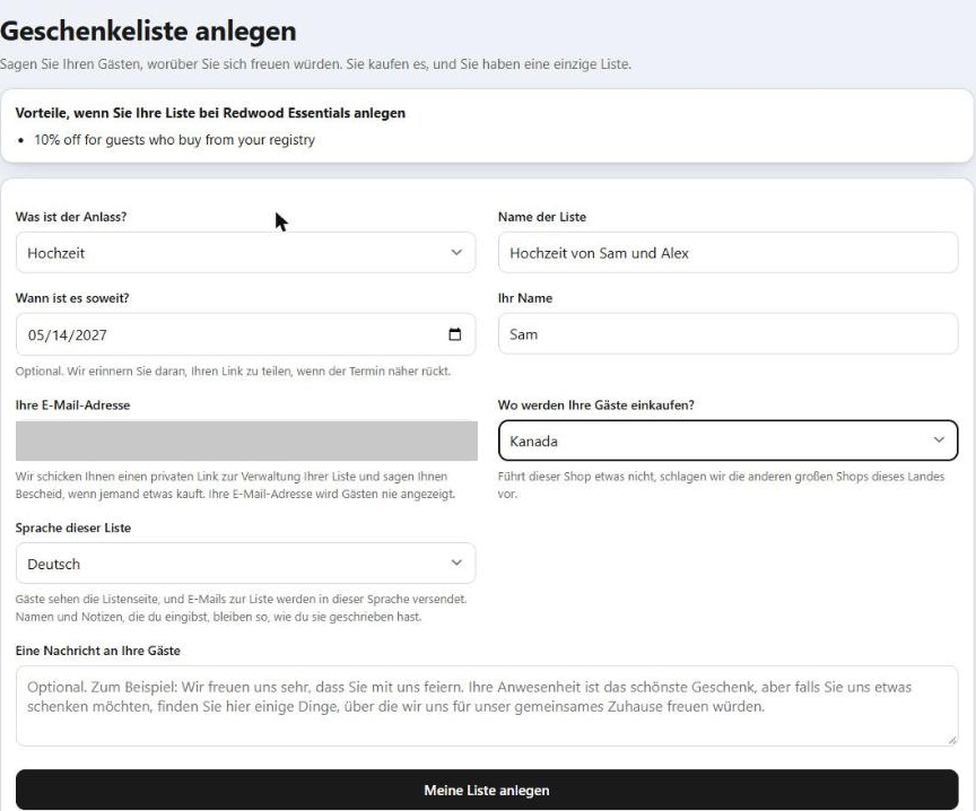 Geschenkeliste anlegen
Sagen Sie Ihren Gästen, worüber Sie sich freuen würden. Sie kaufen es, und Sie haben eine einzige Liste.
Vorteile, wenn Sie Ihre Liste bei Redwood Essentials anlegen
• 10% off for guests who buy from your registry
Was ist der Anlass?
Hochzeit
Name der Liste
Hochzeit von Sam und Alex
Wann ist es soweit?
05/14/2027
Optional. Wir erinnern Sie daran, Ihren Link zu teilen, wenn der Termin näher rückt.
Ihr Name
Sam
Ihre E-Mail-Adresse
Wir schicken Ihnen einen privaten Link zur Verwaltung Ihrer Liste und sagen Ihnen
Bescheid, wenn jemand etwas kauft. Ihre E-Mail-Adresse wird Gästen nie angezeigt.
Wo werden Ihre Gäste einkaufen?
Kanada
Führt dieser Shop etwas nicht, schlagen wir die anderen großen Shops dieses Landes
vor.
Sprache dieser Liste
Deutsch
Gäste sehen die Listenseite, und E-Mails zur Liste werden in dieser Sprache versendet.
Namen und Notizen, die du eingibst, bleiben so, wie du sie geschrieben hast.
Eine Nachricht an Ihre Gäste
Optional. Zum Beispiel: Wir freuen uns sehr, dass Sie mit uns feiern. Ihre Anwesenheit ist das schönste Geschenk, aber falls Sie uns etwas
schenken möchten, finden Sie hier einige Dinge, über die wir uns für unser gemeinsames Zuhause freuen würden.
Meine Liste anlegen